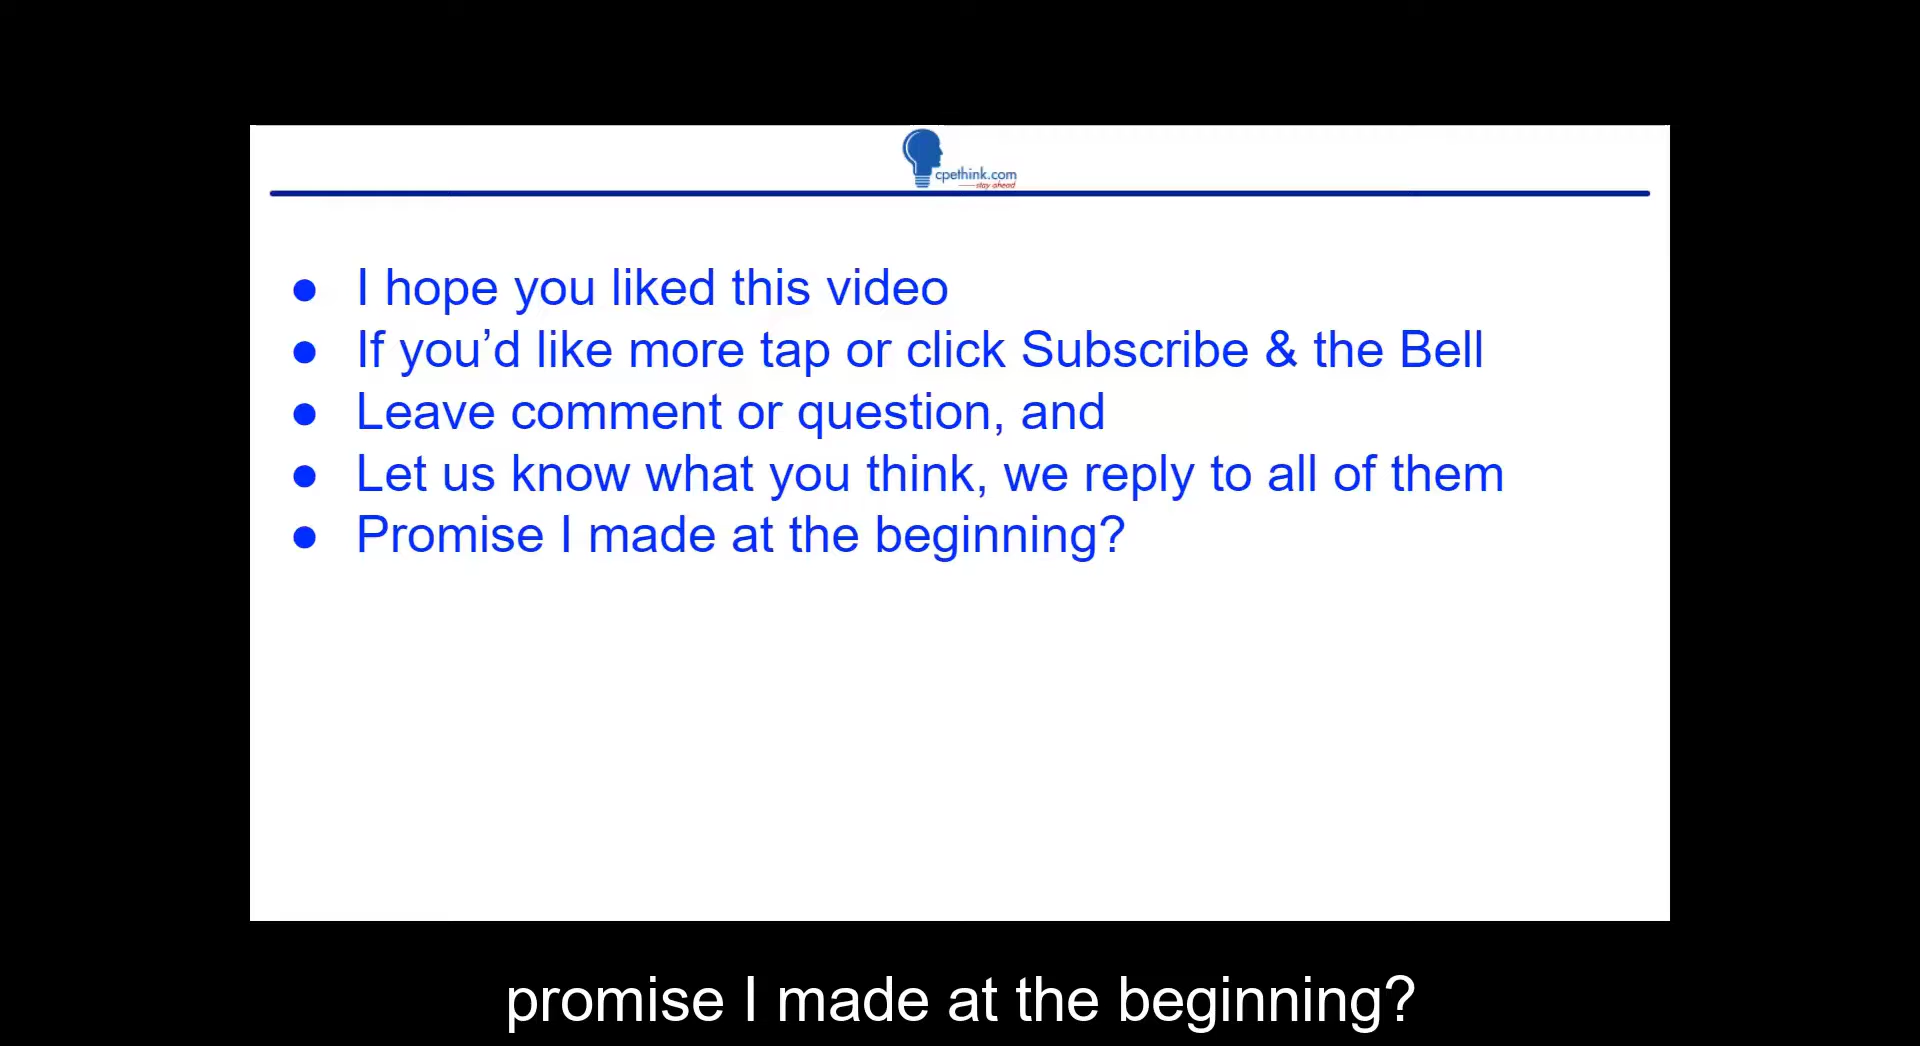 cpethink.com
stay ahead
● I hope you liked this video
● If you’d like more tap or click Subscribe & the Bell
● Leave comment or question, and
● Let us know what you think, we reply to all of them
● Promise I made at the beginning?
promise I made at the beginning?